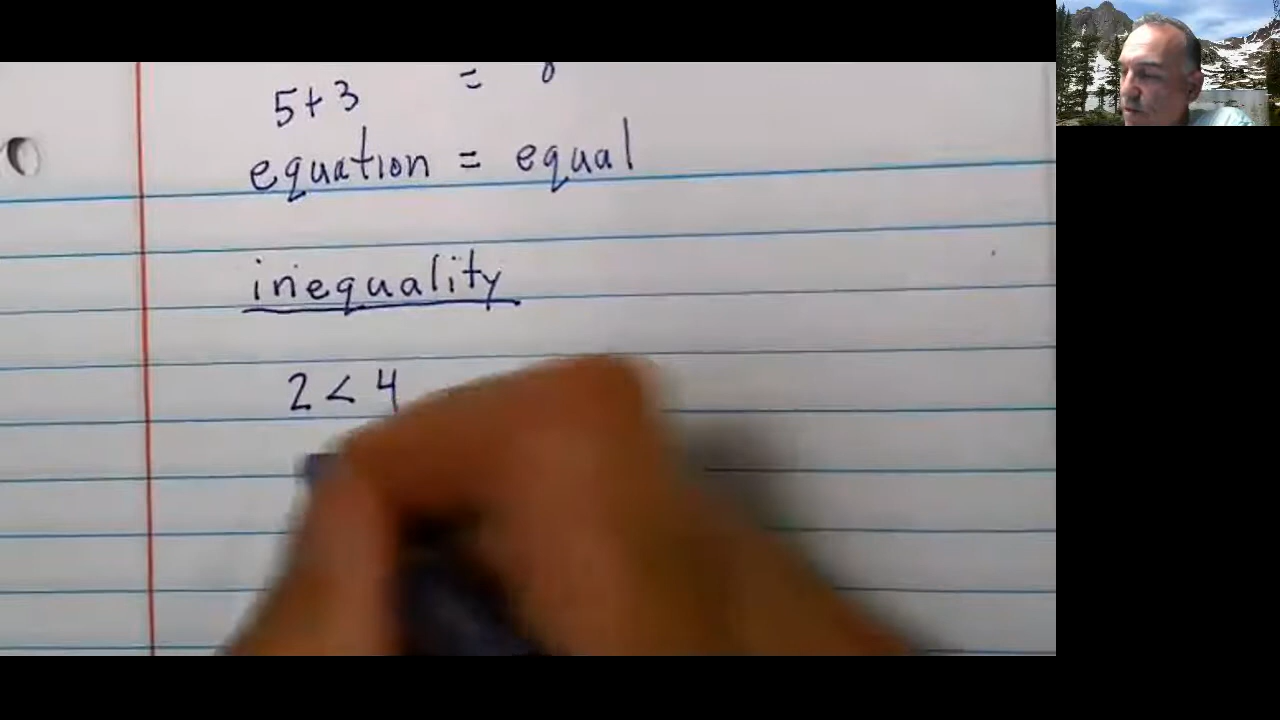 5+3 =
equation = equal
inequality
2 < 4